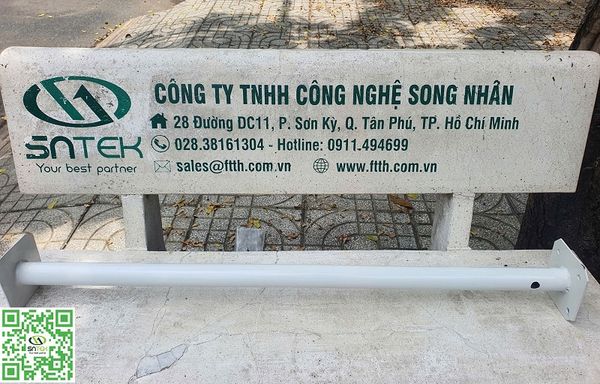 CÔNG TY TNHH CÔNG NGHỆ SONG NHÂN
28 Đường DC11, P. Sơn Kỳ, Q. Tân Phú, TP. Hồ Chí Minh
028.38161304 - Hotline: 0911.494699
sales@ftth.com.vn www.ftth.com.vn
SNTEK
Your best partner
SNTEK